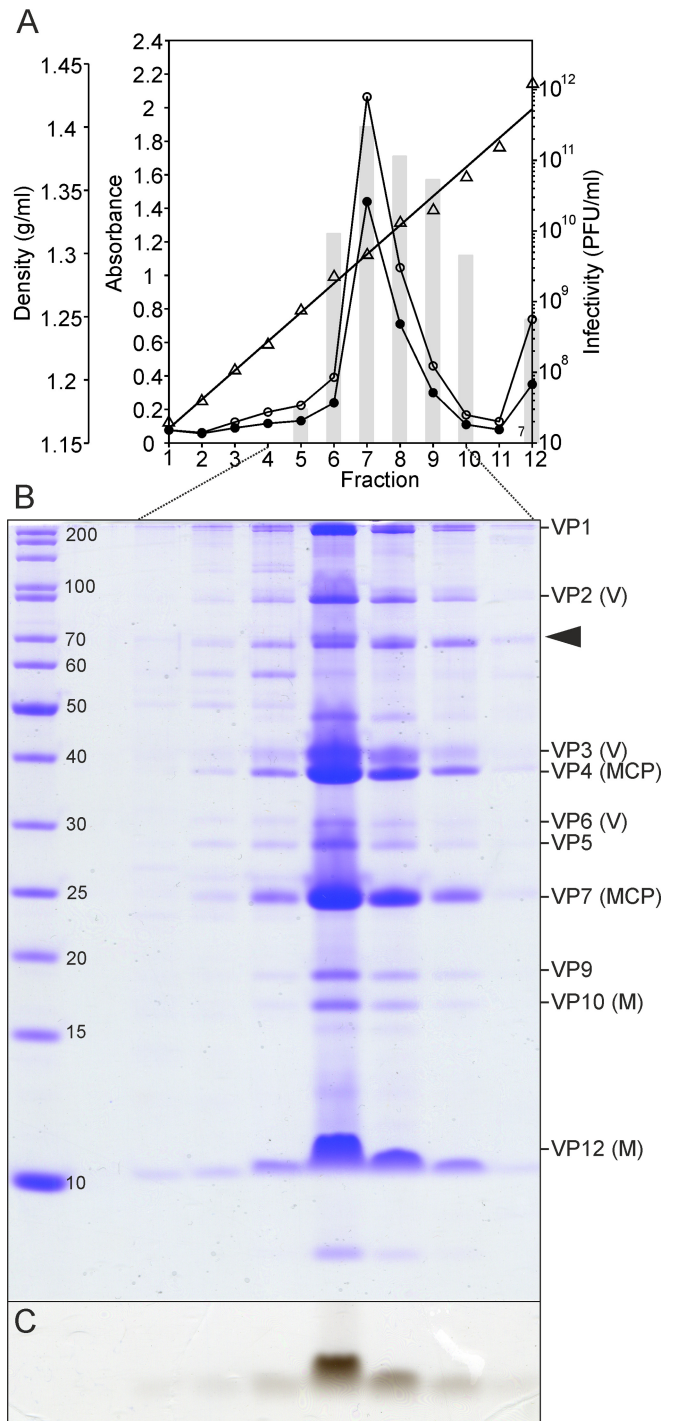 A
Density (g/ml)
1.45
1.4
1.35
1.3
1.25
1.2
1.15
Absorbance
2.4
2.2
2
1.8
1.6
1.4
1.2
1
0.8
0.6
0.4
0.2
0
Infectivity (PFU/ml)
10¹²
10¹¹
10¹⁰
10⁹
10⁸
10
7
1 2 3 4 5 6 7 8 9 10 11 12
Fraction
B
200
100
70
60
50
40
30
25
20
15
10
VP1
VP2 (V)
VP3 (V)
VP4 (MCP)
VP6 (V)
VP5
VP7 (MCP)
VP9
VP10 (M)
VP12 (M)
C